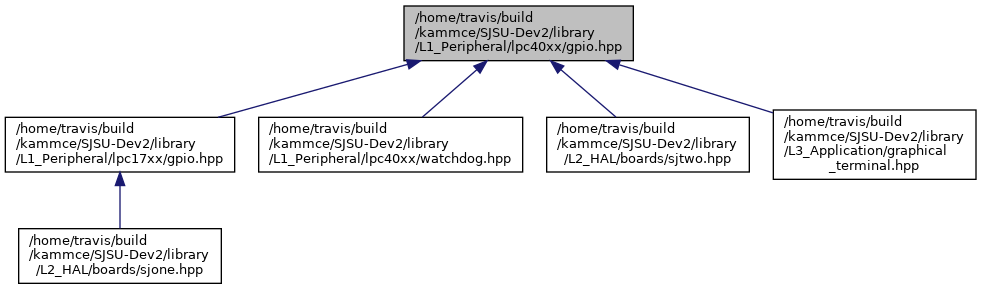 /home/travis/build
/kammce/SJSU-Dev2/library
/L1_Peripheral/lpc40xx/gpio.hpp
/home/travis/build
/kammce/SJSU-Dev2/library
/L1_Peripheral/lpc17xx/gpio.hpp
/home/travis/build
/kammce/SJSU-Dev2/library
/L1_Peripheral/lpc40xx/watchdog.hpp
/home/travis/build
/kammce/SJSU-Dev2/library
/L2_HAL/boards/sjtwo.hpp
/home/travis/build
/kammce/SJSU-Dev2/library
/L3_Application/graphical
_terminal.hpp
/home/travis/build
/kammce/SJSU-Dev2/library
/L2_HAL/boards/sjone.hpp